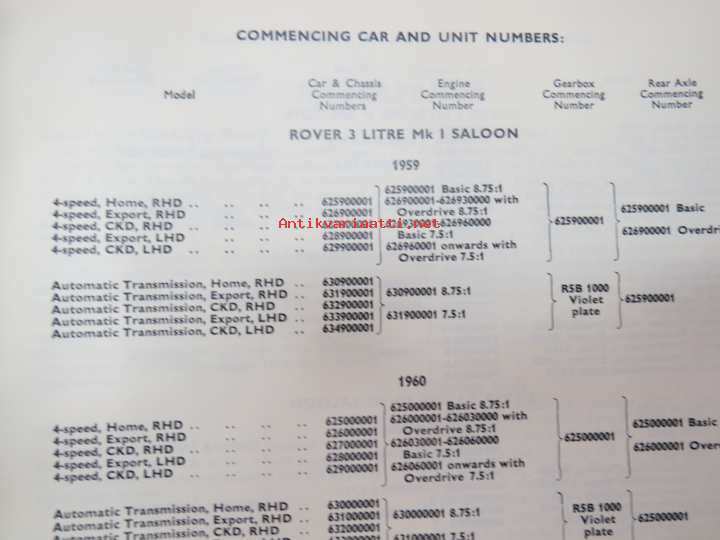 COMMENCING CAR AND UNIT NUMBERS:
Model Car & Chassis Commencing Numbers Engine Commencing Number Gearbox Commencing Number Rear Axle Commencing Number
ROVER 3 LITRE Mk I SALOON
1959
4-speed, Home, RHD .. .. .. .. 625900001
4-speed, Export, RHD .. .. .. 626900001
4-speed, CKD, RHD .. .. ..
4-speed, Export, LHD .. .. .. 628900001
4-speed, CKD, LHD .. .. .. 629900001
625900001 Basic 8.75:1
626900001-626930000 with
Overdrive 8.75:1
626930001-626960000
Basic 7.5:1
626960001 onwards with
Overdrive 7.5:1
625900001
625900001 Basic
626900001 Overd
Antikvariaatti.net
Automatic Transmission, Home, RHD .. 630900001
Automatic Transmission, Export, RHD .. 631900001
Automatic Transmission, CKD, RHD .. 632900001
Automatic Transmission, Export, LHD .. 633900001
Automatic Transmission, CKD, LHD .. 634900001
630900001 8.75:1
631900001 7.5:1
R5B 1000
Violet
plate
625900001
1960
4-speed, Home, RHD .. .. .. .. 625000001
4-speed, Export, RHD .. .. .. 626000001
4-speed, CKD, RHD .. .. .. .. 627000001
4-speed, Export, LHD .. .. .. 628000001
4-speed, CKD, LHD .. .. .. 629000001
625000001 Basic 8.75:1
626000001-626030000 with
Overdrive 8.75:1
626030001-626060000
Basic 7.5:1
626060001 onwards with
Overdrive 7.5:1
625000001
625000001 Basic
626000001 Over
Automatic Transmission, Home, RHD .. 630000001
Automatic Transmission, Export, RHD .. 631000001
Automatic Transmission, CKD, RHD .. 632000001
630000001 8.75:1
631000001 7.5:1
R5B 1000
Violet
plate
625000001